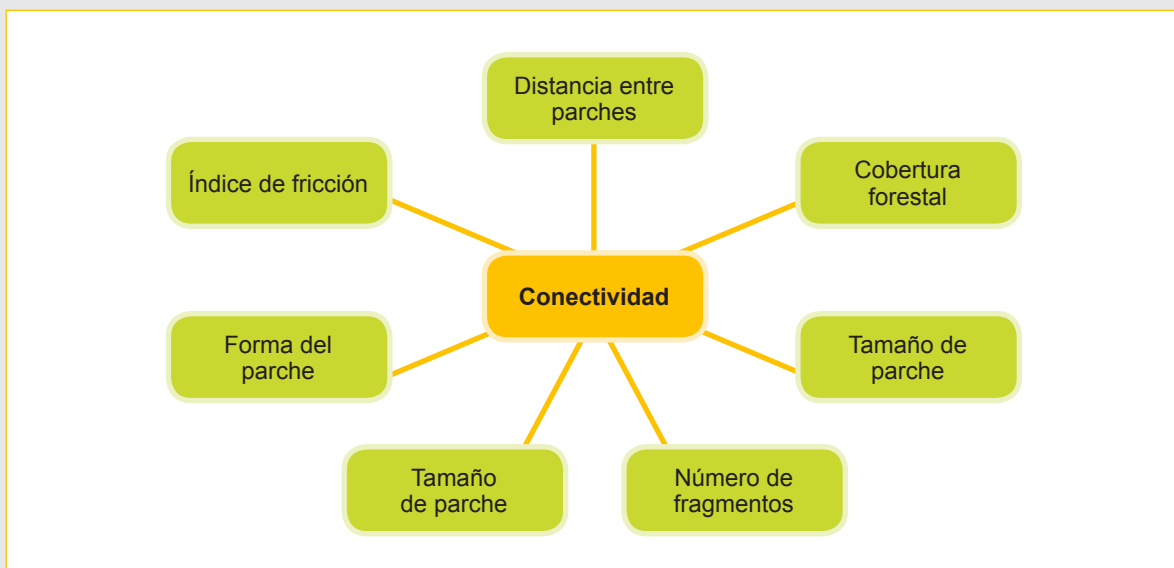 Distancia entre
parches
Índice de fricción
Cobertura
forestal
Conectividad
Forma del
parche
Tamaño de
parche
Tamaño
de parche
Número de
fragmentos